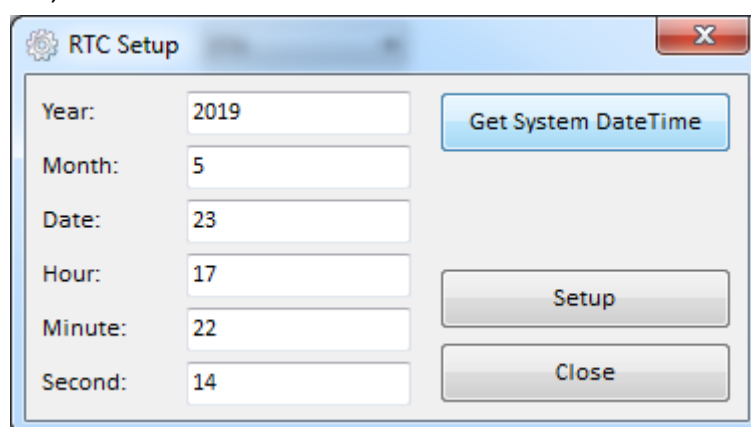 RTC Setup
Year: 2019 Get System DateTime
Month: 5
Date: 23
Hour: 17
Setup
Minute: 22
Second: 14 Close